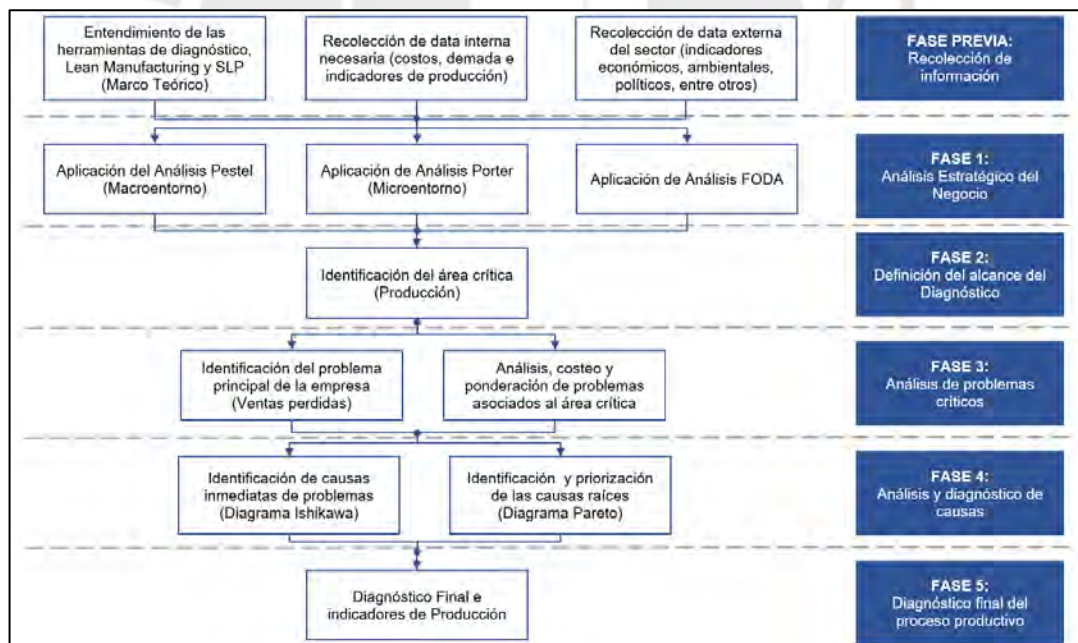 Entendimiento de las
herramientas de diagnóstico,
Lean Manufacturing y SLP
(Marco Teórico)
Recolección de data interna
necesaria (costos, demada e
indicadores de producción)
Recolección de data externa
del sector (indicadores
económicos, ambientales,
políticos, entre otros)
FASE PREVIA:
Recolección de
información
Aplicación del Análisis Pestel
(Macroentorno)
Aplicación de Análisis Porter
(Microentorno)
Aplicación de Análisis FODA
FASE 1:
Análisis Estratégico del
Negocio
Identificación del área crítica
(Producción)
FASE 2:
Definición del alcance del
Diagnóstico
Identificación del problema
principal de la empresa
(Ventas perdidas)
Análisis, costeo y
ponderación de problemas
asociados al área crítica
FASE 3:
Análisis de problemas
críticos
Identificación de causas
inmediatas de problemas
(Diagrama Ishikawa)
Identificación y priorización
de las causas raíces
(Diagrama Pareto)
FASE 4:
Análisis y diagnóstico de
causas
Diagnóstico Final e
indicadores de Producción
FASE 5:
Diagnóstico final del
proceso productivo